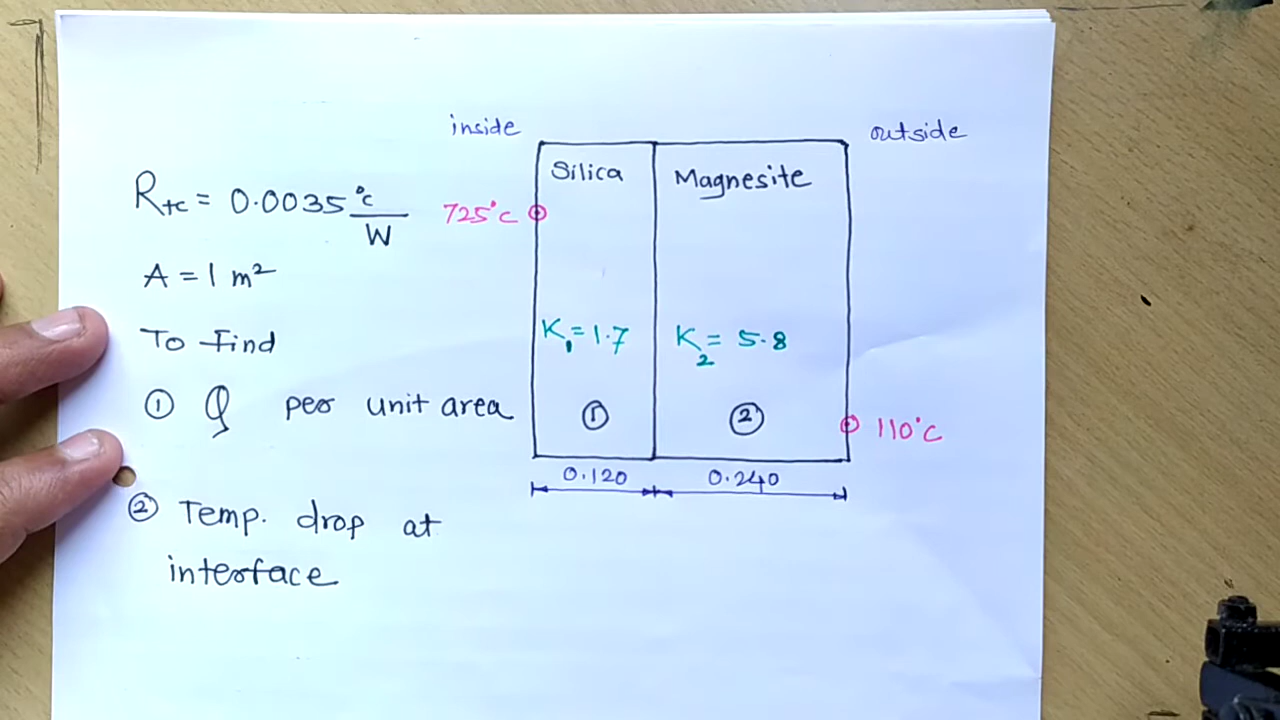 inside
outside
Silica
Magnesite
R_tc = 0.0035 °c/W
725°c
A = 1 m²
K₁ = 1.7
K₂ = 5.8
To Find
① Q per unit area
①
②
110°c
0.120
0.240
② Temp. drop at
interface